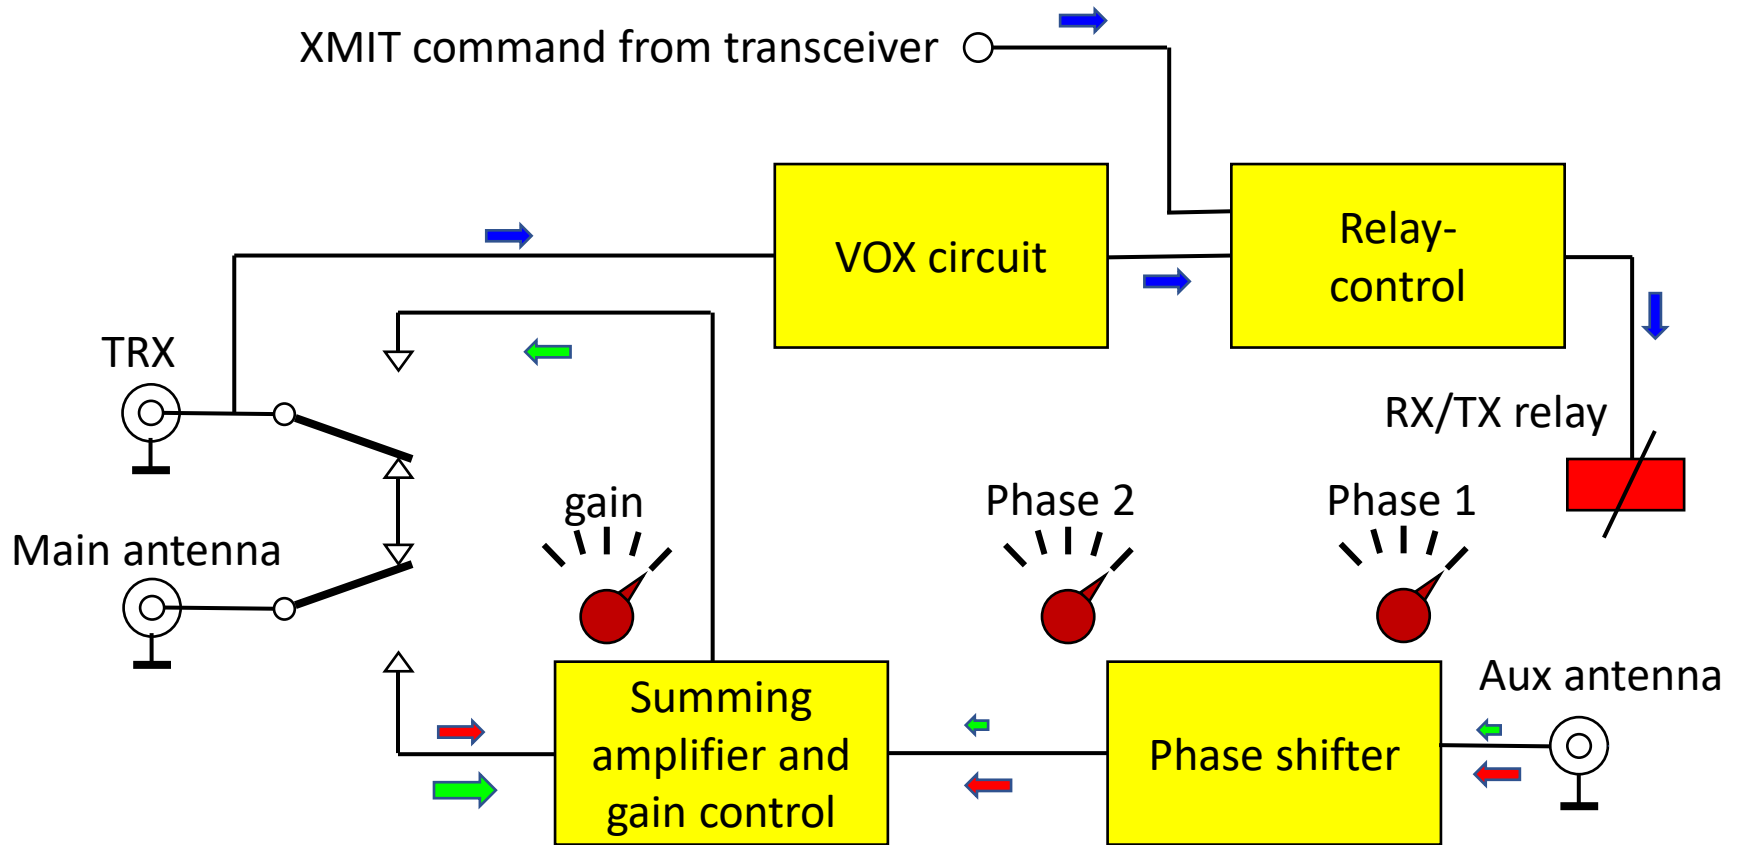 XMIT command from transceiver
VOX circuit
Relay-
control
TRX
RX/TX relay
gain
Phase 2
Phase 1
Main antenna
Summing
amplifier and
gain control
Phase shifter
Aux antenna